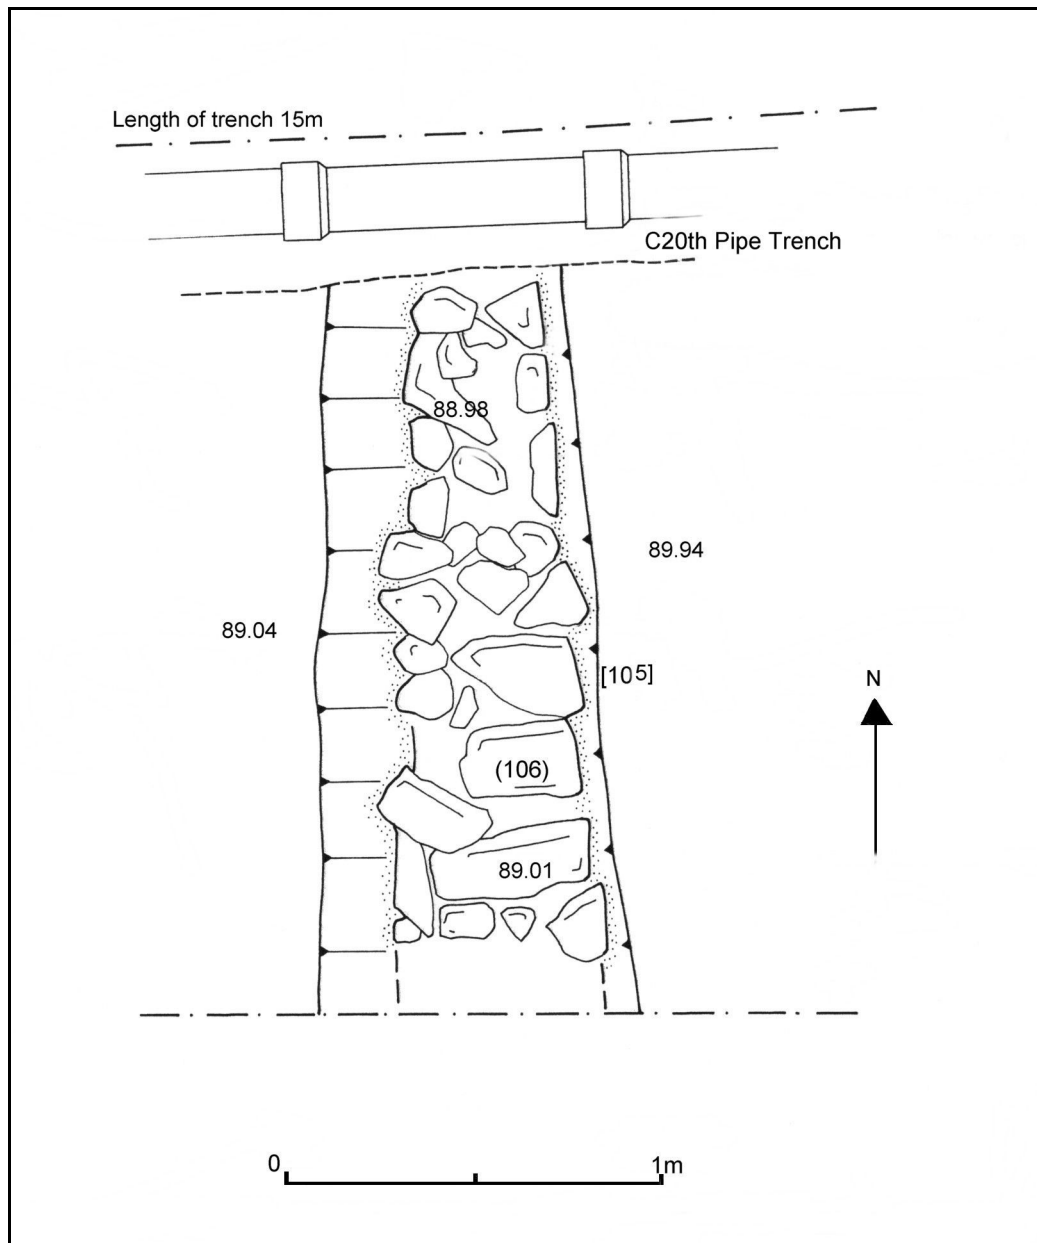 Length of trench 15m
C20th Pipe Trench
88.98
89.94
89.04
[105]
N
(106)
89.01
0
1m